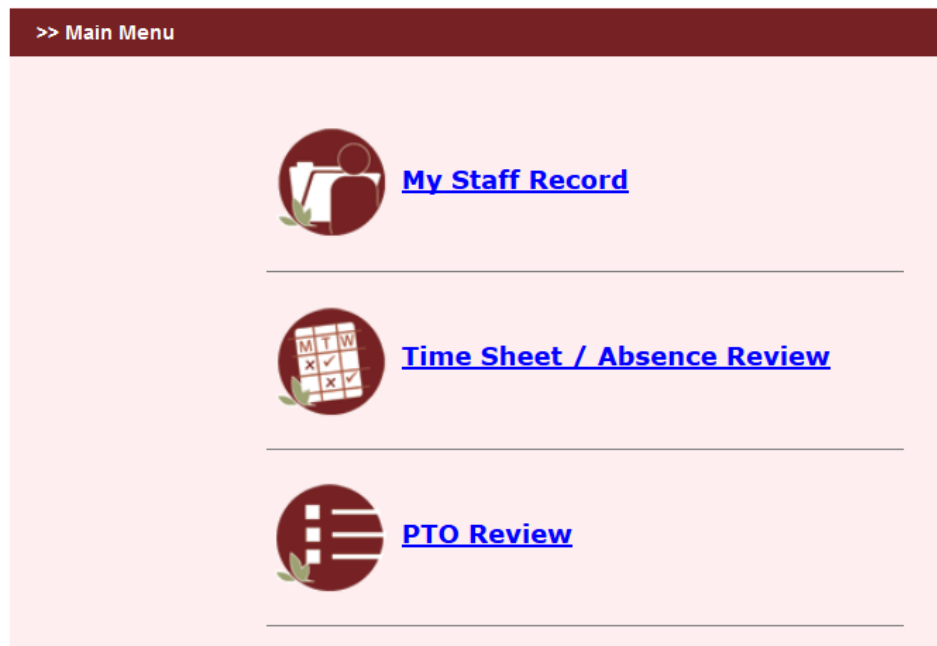 >> Main Menu
My Staff Record
M T W
Time Sheet / Absence Review
PTO Review